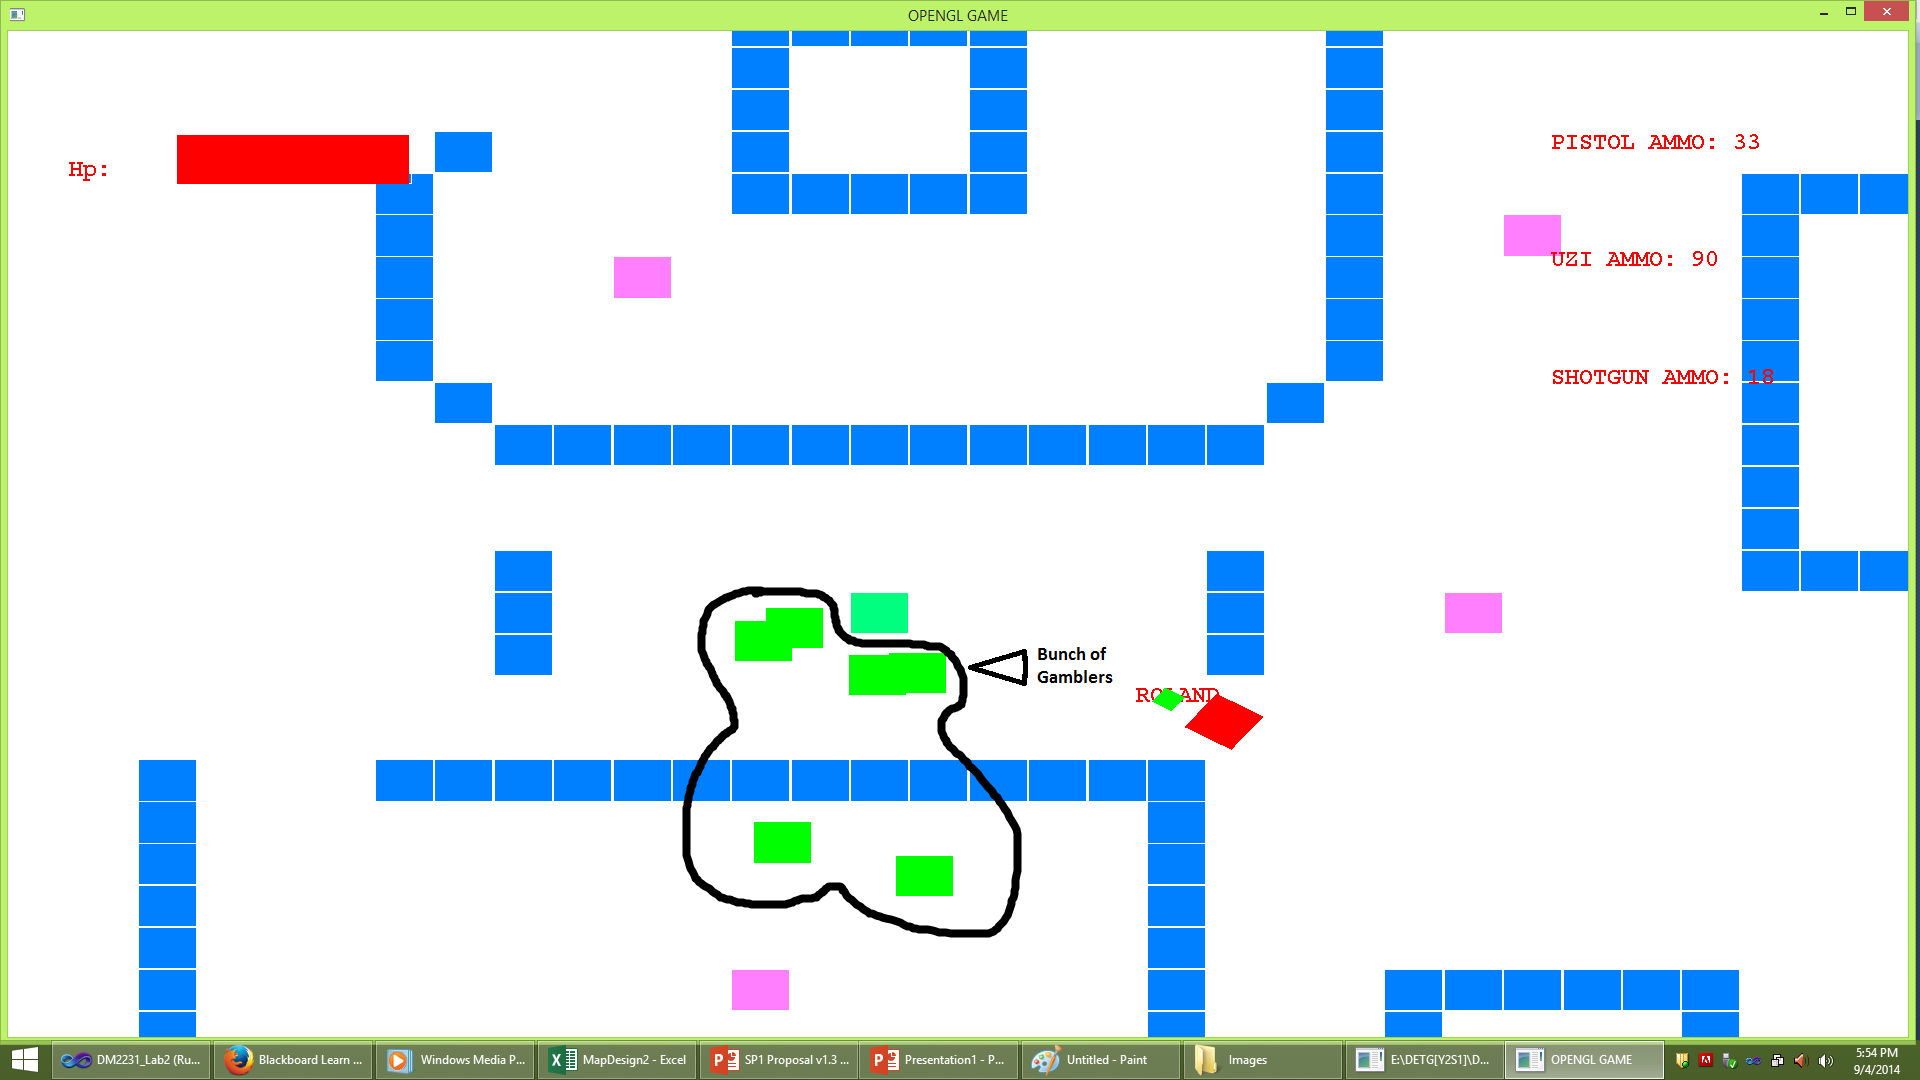 OPENGL GAME
Hp:
PISTOL AMMO: 33
UZI AMMO: 90
SHOTGUN AMMO: 18
Bunch of
Gamblers
ROLAND
DM2231_Lab2 (Ru...
Blackboard Learn ...
Windows Media P...
MapDesign2 - Excel
SP1 Proposal v1.3 ...
Presentation1 - P...
Untitled - Paint
Images
E:\DETG[Y2S1]\D...
OPENGL GAME
5:54 PM
9/4/2014